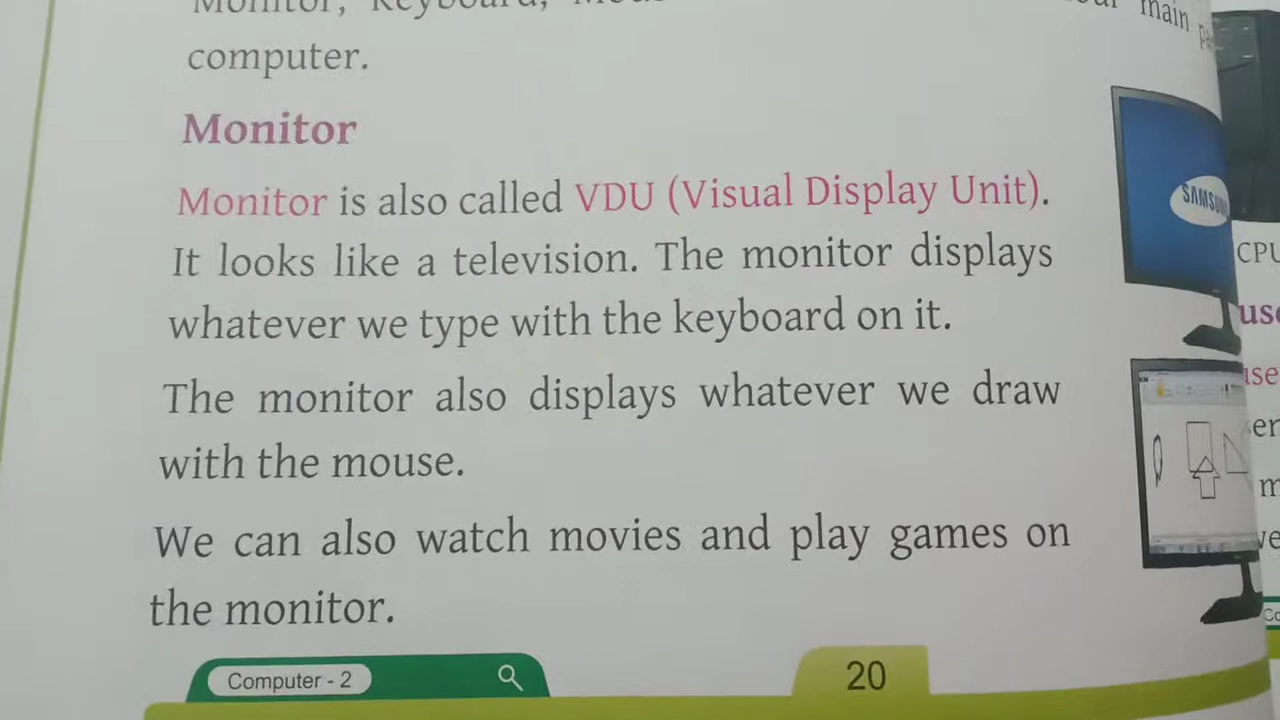 Monitor, Keyboard,
main
computer.
Monitor
Monitor is also called VDU (Visual Display Unit).
It looks like a television. The monitor displays
whatever we type with the keyboard on it.
The monitor also displays whatever we draw
with the mouse.
We can also watch movies and play games on
the monitor.
SAMSUNG
CPU
Computer - 2
20